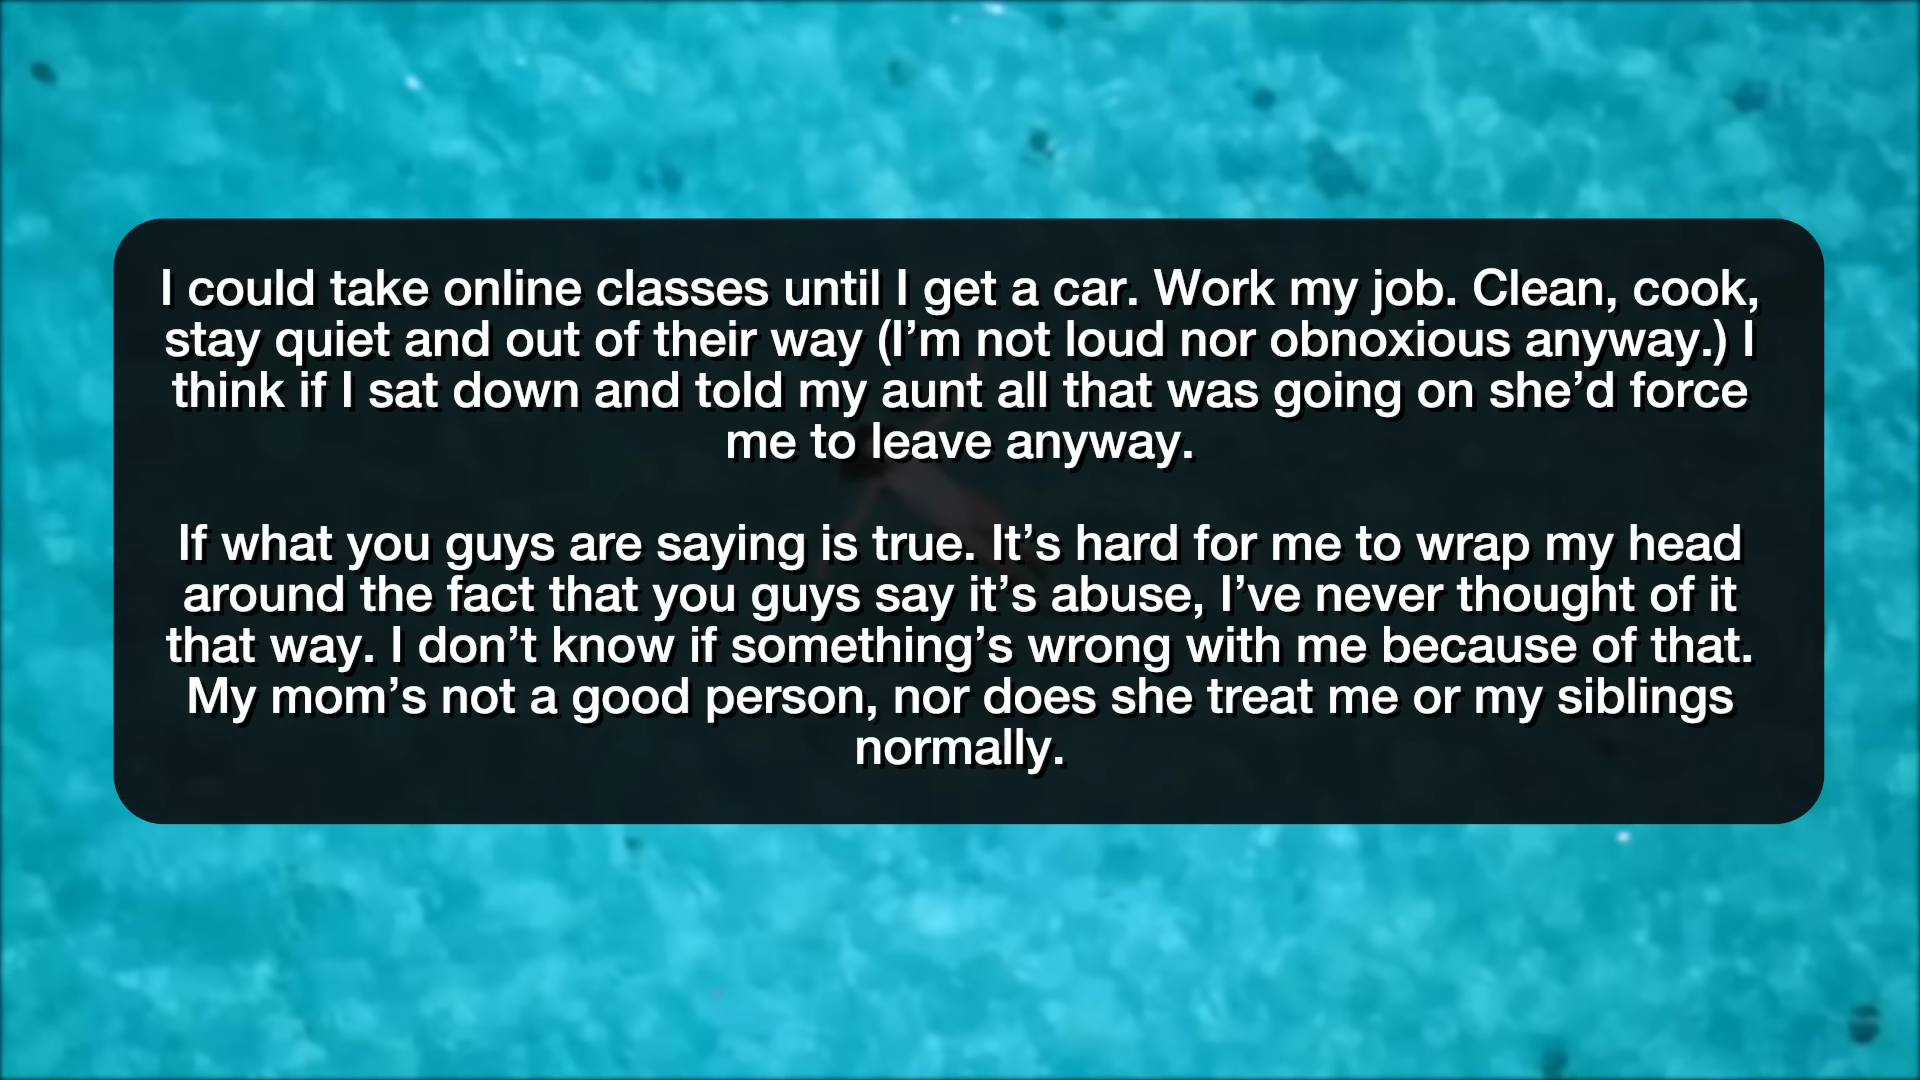 I could take online classes until I get a car. Work my job. Clean, cook,
stay quiet and out of their way (I’m not loud nor obnoxious anyway.) I
think if I sat down and told my aunt all that was going on she’d force
me to leave anyway.
If what you guys are saying is true. It’s hard for me to wrap my head
around the fact that you guys say it’s abuse, I’ve never thought of it
that way. I don’t know if something’s wrong with me because of that.
My mom’s not a good person, nor does she treat me or my siblings
normally.